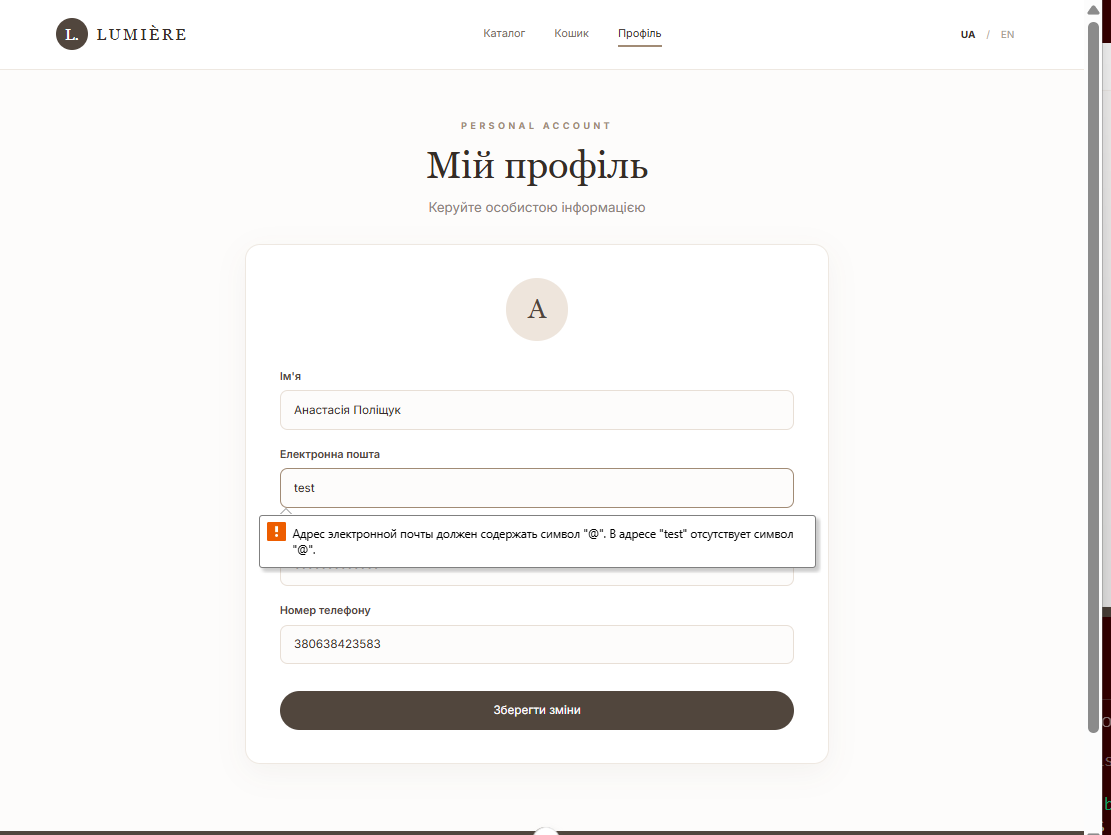 L. LUMIÈRE
Каталог Кошик Профіль
UA / EN
PERSONAL ACCOUNT
Мій профіль
Керуйте особистою інформацією
А
Ім'я
Анастасія Поліщук
Електронна пошта
test
! Адрес электронной почты должен содержать символ "@". В адресе "test" отсутствует символ
"@".
Номер телефону
380638423583
Зберегти зміни